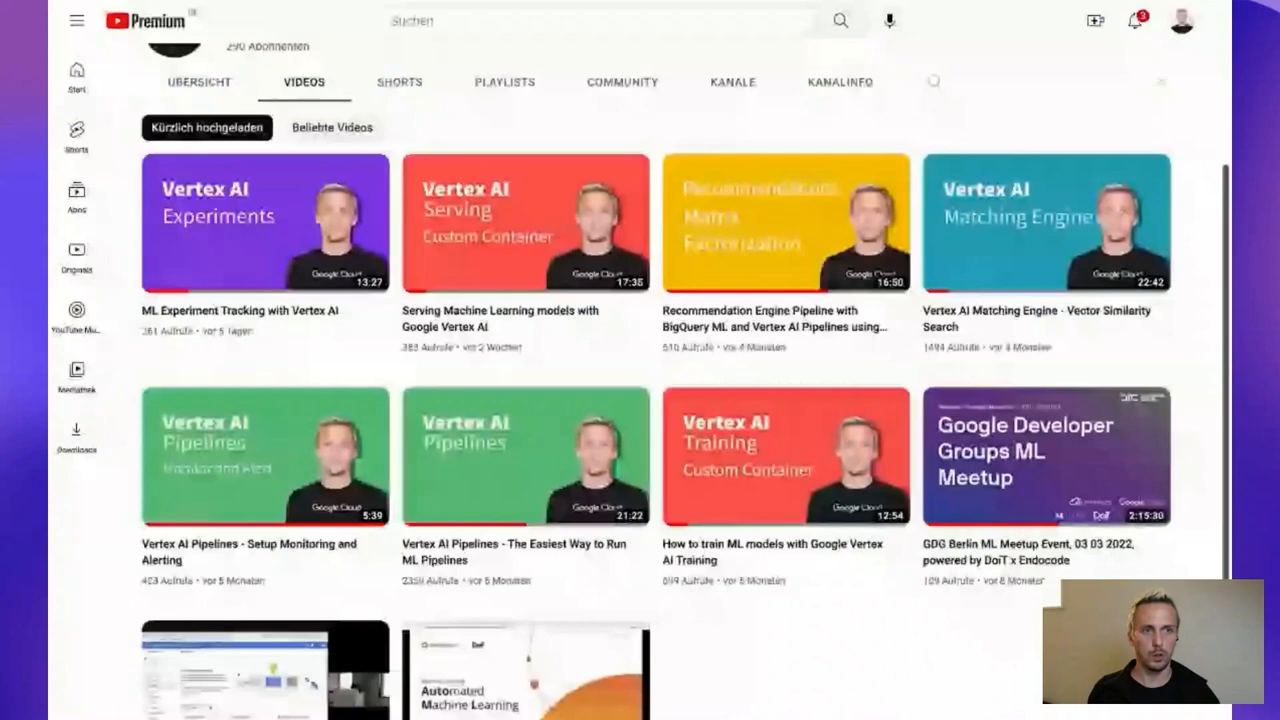 Premium
Suchen
3
290 Abonnenten
ÜBERSICHT
VIDEOS
SHORTS
PLAYLISTS
COMMUNITY
KANÄLE
KANALINFO
Start
Shorts
Abos
Originals
YouTube Mu...
Mediathek
Downloads
Kürzlich hochgeladen
Beliebte Videos
Vertex AI
Experiments
Google Cloud
13:27
ML Experiment Tracking with Vertex AI
261 Aufrufe • vor 5 Tagen
Vertex AI
Serving
Custom Container
Google Cloud
17:35
Serving Machine Learning models with
Google Vertex AI
383 Aufrufe • vor 2 Wochen
Recommendations
Matrix
Factorization
Google Cloud
16:50
Recommendation Engine Pipeline with
BigQuery ML and Vertex AI Pipelines using...
510 Aufrufe • vor 4 Monaten
Vertex AI
Matching Engine
Google Cloud
22:42
Vertex AI Matching Engine - Vector Similarity
Search
1494 Aufrufe • vor 4 Monaten
Vertex AI
Pipelines
Monitor and Alert
Google Cloud
5:39
Vertex AI Pipelines - Setup Monitoring and
Alerting
423 Aufrufe • vor 5 Monaten
Vertex AI
Pipelines
Google Cloud
21:22
Vertex AI Pipelines - The Easiest Way to Run
ML Pipelines
Aufrufe • vor 5 Monaten
Vertex AI
Training
Custom Container
Google Cloud
12:54
How to train ML models with Google Vertex
AI Training
Aufrufe • vor 5 Monaten
Google Developer
Groups ML
Meetup
DoiT
2:15:30
GDG Berlin ML Meetup Event, 03 03 2022,
powered by DoiT x Endocode
109 Aufrufe • vor 8 Monaten
Automated
Machine Learning